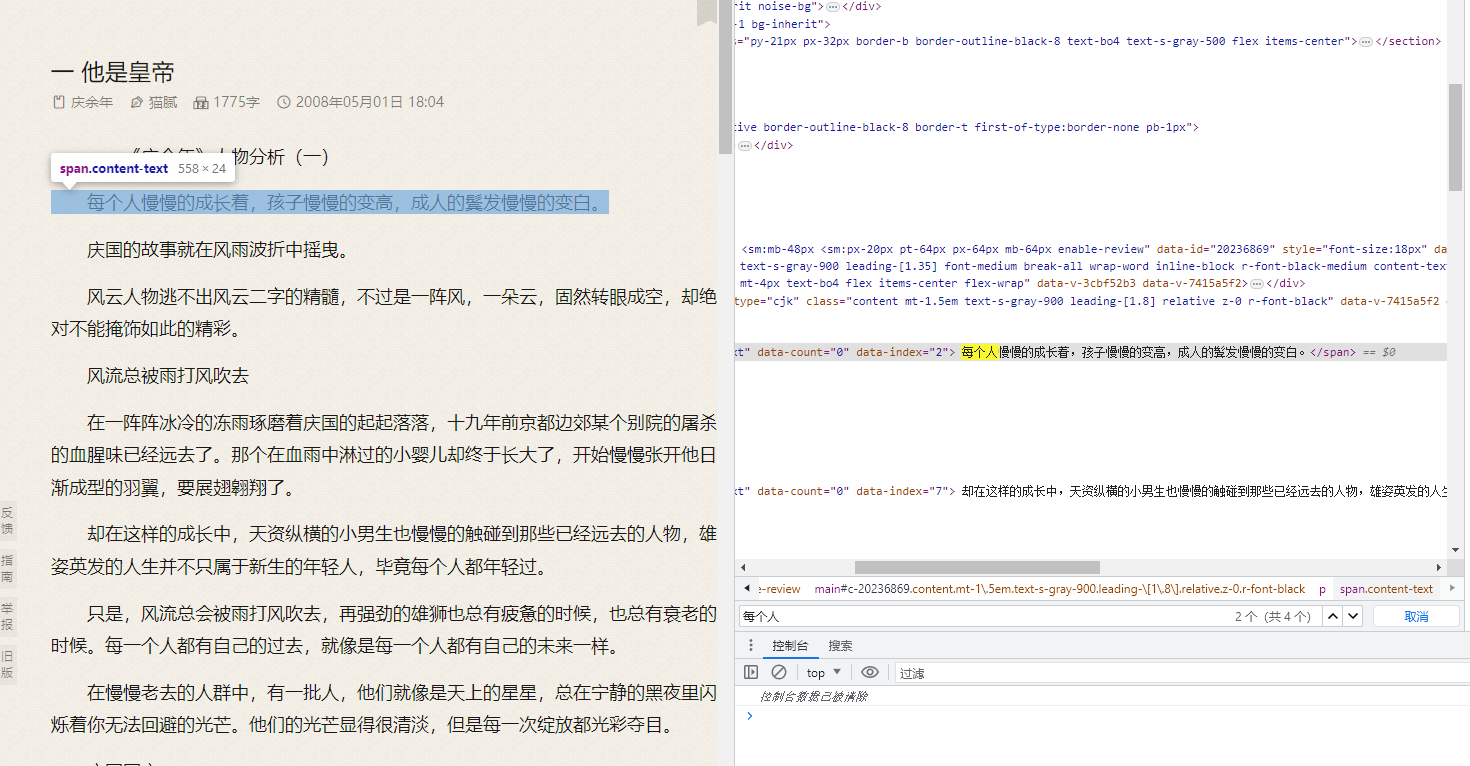 一 他是皇帝
庆余年 猫腻 1775字 2008年05月01日 18:04
人物分析（一）
span.content-text 558 × 24
每个人慢慢的成长着，孩子慢慢的变高，成人的鬓发慢慢的变白。
庆国的故事就在风雨波折中摇曳。
风云人物逃不出风云二字的精髓，不过是一阵风，一朵云，固然转眼成空，却绝
对不能掩饰如此的精彩。
风流总被雨打风吹去
在一阵阵冰冷的冻雨琢磨着庆国的起起落落，十九年前京都边郊某个别院的屠杀
的血腥味已经远去了。那个在血雨中淋过的小婴儿却终于长大了，开始慢慢张开他日
渐成型的羽翼，要展翅翱翔了。
却在这样的成长中，天资纵横的小男生也慢慢的触碰到那些已经远去的人物，雄
姿英发的人生并不只属于新生的年轻人，毕竟每个人都年轻过。
只是，风流总会被雨打风吹去，再强劲的雄狮也总有疲惫的时候，也总有衰老的
时候。每一个人都有自己的过去，就像是每一个人都有自己的未来一样。
在慢慢老去的人群中，有一批人，他们就像是天上的星星，总在宁静的黑夜里闪
烁着你无法回避的光芒。他们的光芒显得很清淡，但是每一次绽放都光彩夺目。
反
馈
指
南
举
报
旧
版
rit noise-bg">…</div>
-1 bg-inherit">
s="py-21px px-32px border-b border-outline-black-8 text-bo4 text-s-gray-500 flex items-center">…</section>
tive border-outline-black-8 border-t first-of-type:border-none pb-1px">
…</div>
<sm:mb-48px <sm:px-20px pt-64px px-64px mb-64px enable-review" data-id="20236869" style="font-size:18px" da
text-s-gray-900 leading-[1.35] font-medium break-all wrap-word inline-block r-font-black-medium content-tex
mt-4px text-bo4 flex items-center flex-wrap" data-v-3cbf52b3 data-v-7415a5f2>…</div>
type="cjk" class="content mt-1.5em text-s-gray-900 leading-[1.8] relative z-0 r-font-black" data-v-7415a5f2
xt" data-count="0" data-index="2"> 每个人慢慢的成长着，孩子慢慢的变高，成人的鬓发慢慢的变白。</span> == $0
xt" data-count="0" data-index="7"> 却在这样的成长中，天资纵横的小男生也慢慢的触碰到那些已经远去的人物，雄姿英发的人生
e-review main#c-20236869.content.mt-1\.5em.text-s-gray-900.leading-\[1\.8\].relative.z-0.r-font-black p span.content-text
每个人 2 个（共 4 个） 取消
控制台 搜索
top 过滤
控制台数据已被清除